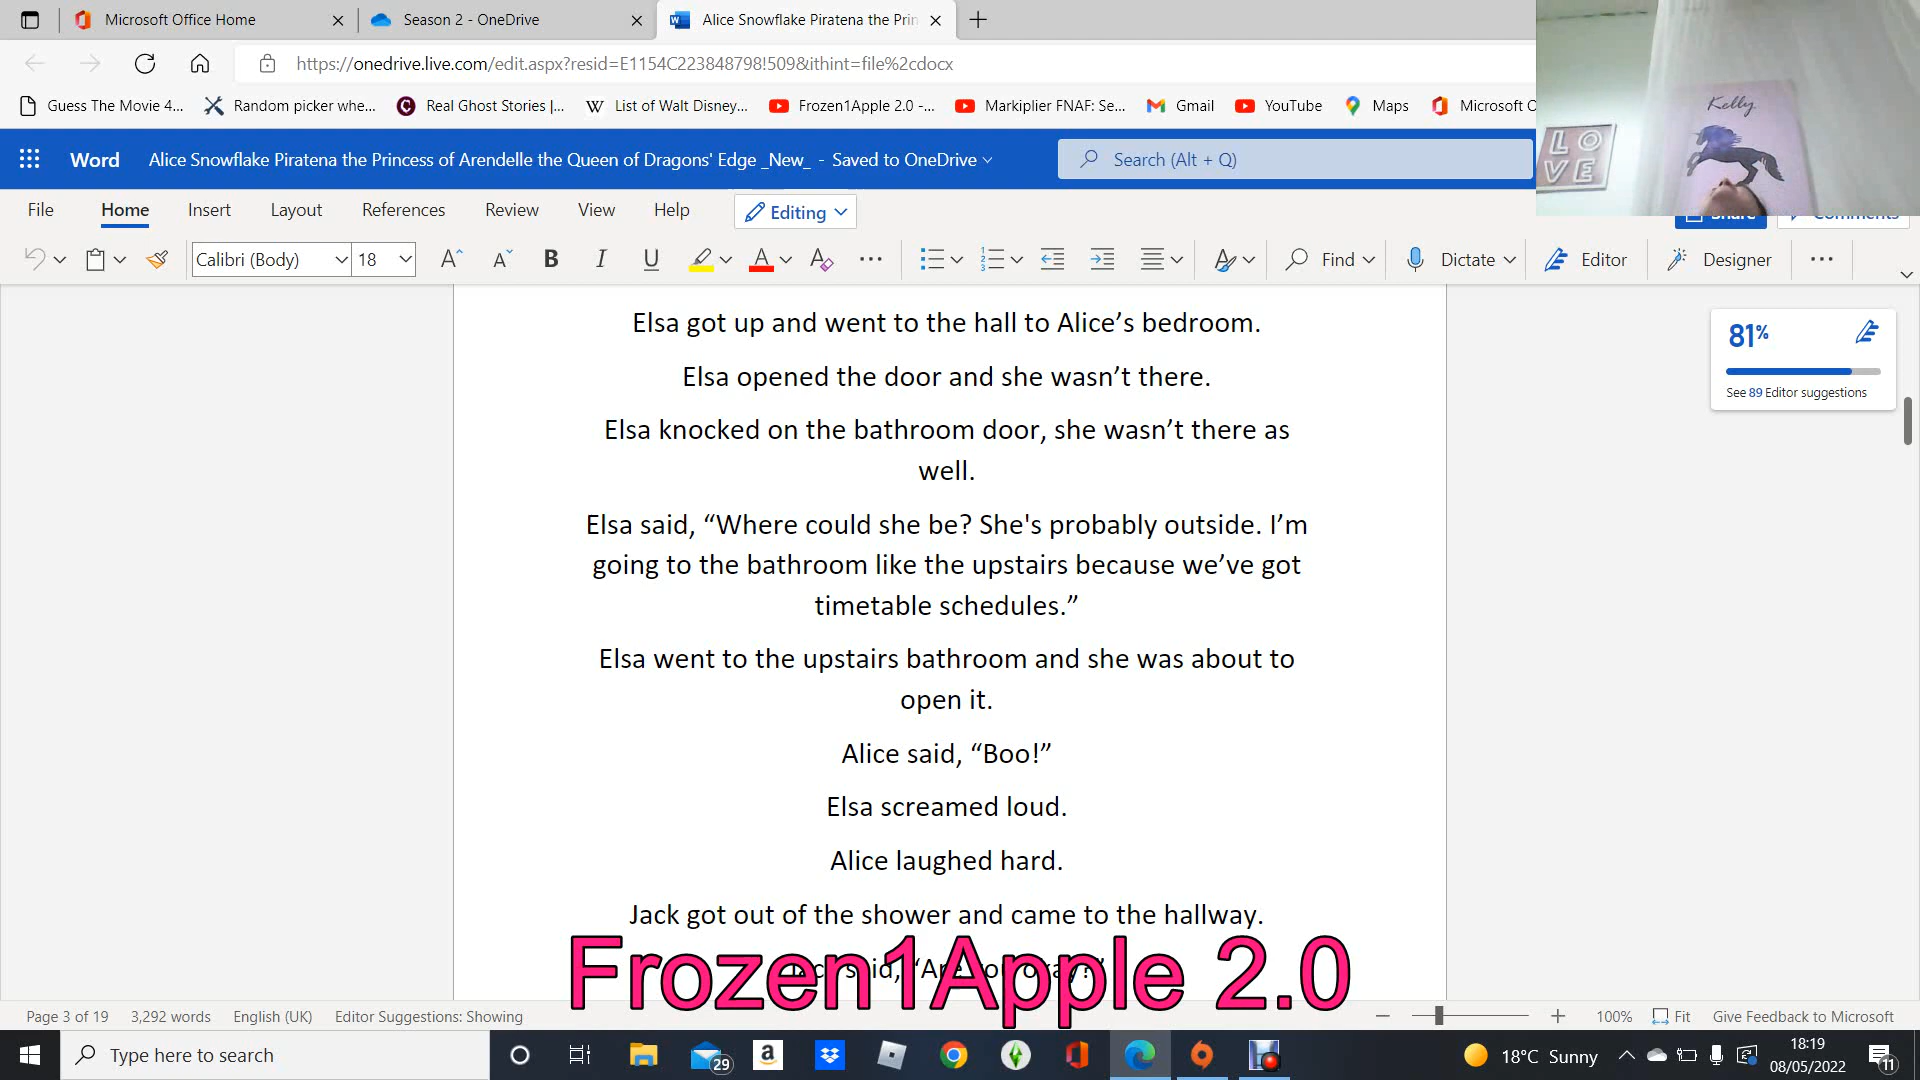 Microsoft Office Home
Season 2 - OneDrive
Alice Snowflake Piratena the Prin
https://onedrive.live.com/edit.aspx?resid=E1154C223848798!509&ithint=file%2cdocx
Guess The Movie 4...
Random picker whe...
Real Ghost Stories |...
List of Walt Disney...
Frozen1Apple 2.0 -...
Markiplier FNAF: Se...
Gmail
YouTube
Maps
Microsoft O
Kelly
LO
VE
Word
Alice Snowflake Piratena the Princess of Arendelle the Queen of Dragons' Edge _New_ - Saved to OneDrive
Search (Alt + Q)
File
Home
Insert
Layout
References
Review
View
Help
Editing
Share
Comments
Calibri (Body)
18
Find
Dictate
Editor
Designer
81%
See 89 Editor suggestions
Elsa got up and went to the hall to Alice’s bedroom.
Elsa opened the door and she wasn’t there.
Elsa knocked on the bathroom door, she wasn’t there as
well.
Elsa said, “Where could she be? She's probably outside. I’m
going to the bathroom like the upstairs because we’ve got
timetable schedules.”
Elsa went to the upstairs bathroom and she was about to
open it.
Alice said, “Boo!”
Elsa screamed loud.
Alice laughed hard.
Jack got out of the shower and came to the hallway.
Jack said, “Are you okay?”
Frozen1Apple 2.0
Page 3 of 19
3,292 words
English (UK)
Editor Suggestions: Showing
100%
Fit
Give Feedback to Microsoft
Type here to search
29
18°C Sunny
18:19
08/05/2022
11